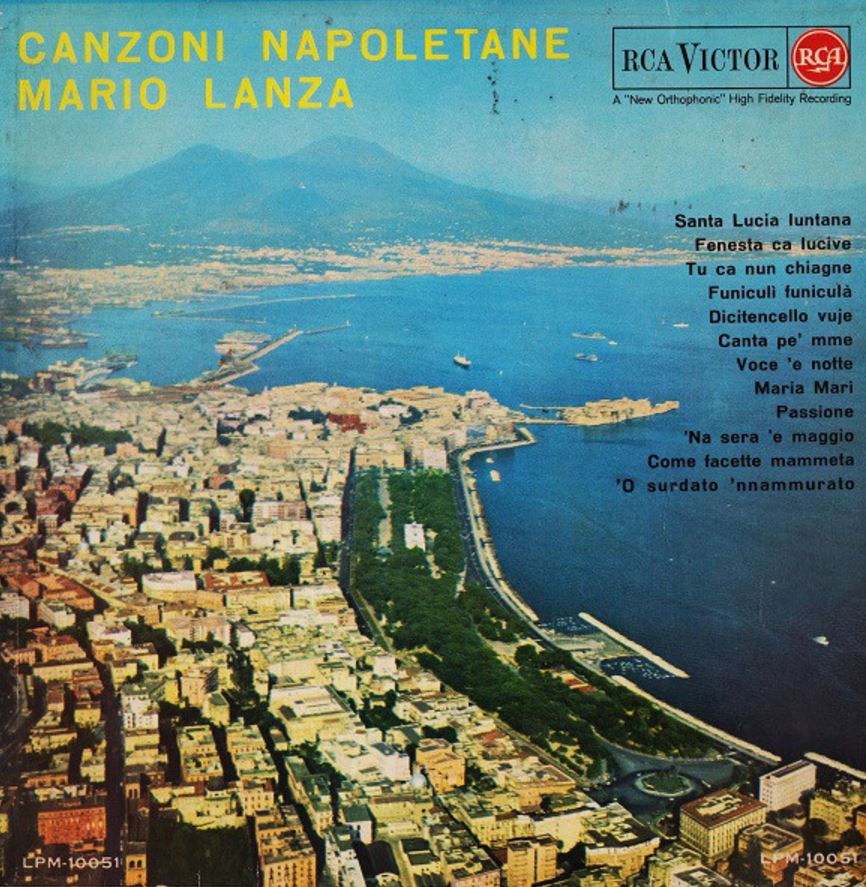 CANZONI NAPOLETANE
MARIO LANZA
RCA VICTOR
RCA
A "New Orthophonic" High Fidelity Recording
Santa Lucia luntana
Fenesta ca lucive
Tu ca nun chiagne
Funiculì funiculà
Dicitencello vuje
Canta pe' mme
Voce 'e notte
Maria Marì
Passione
'Na sera 'e maggio
Come facette mammeta
'O surdato 'nnammurato
LPM-10051
LPM-10051